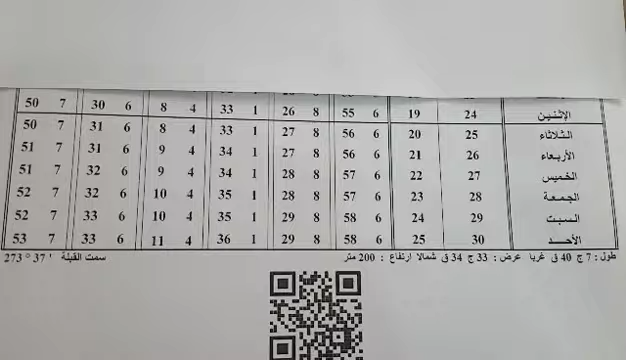 الإثنين 24 19 6 55 8 26 1 33 4 8 6 30 7 50
الثلاثاء 25 20 6 56 8 27 1 33 4 8 6 31 7 50
الأربعاء 26 21 6 56 8 27 1 34 4 9 6 31 7 51
الخميس 27 22 6 57 8 28 1 34 4 9 6 32 7 51
الجمعة 28 23 6 57 8 28 1 35 4 10 6 32 7 52
السبت 29 24 6 58 8 29 1 35 4 10 6 33 7 52
الأحد 30 25 6 58 8 29 1 36 4 11 6 33 7 53
طول : 7 ج 40 ق غربا عرض : 33 ج 34 ق شمالا ارتفاع : 200 متر سمت القبلة ' 37 ° 273